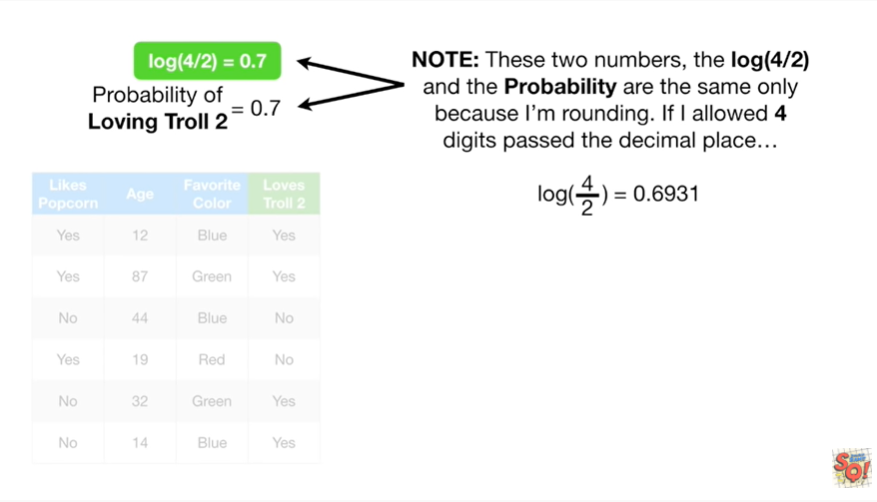 log(4/2) = 0.7
Probability of
Loving Troll 2 = 0.7
NOTE: These two numbers, the log(4/2)
and the Probability are the same only
because I'm rounding. If I allowed 4
digits passed the decimal place…
log(4/2) = 0.6931
Likes Popcorn Age Favorite Color Loves Troll 2
Yes 12 Blue Yes
Yes 87 Green Yes
No 44 Blue No
Yes 19 Red No
No 32 Green Yes
No 14 Blue Yes
SQ!